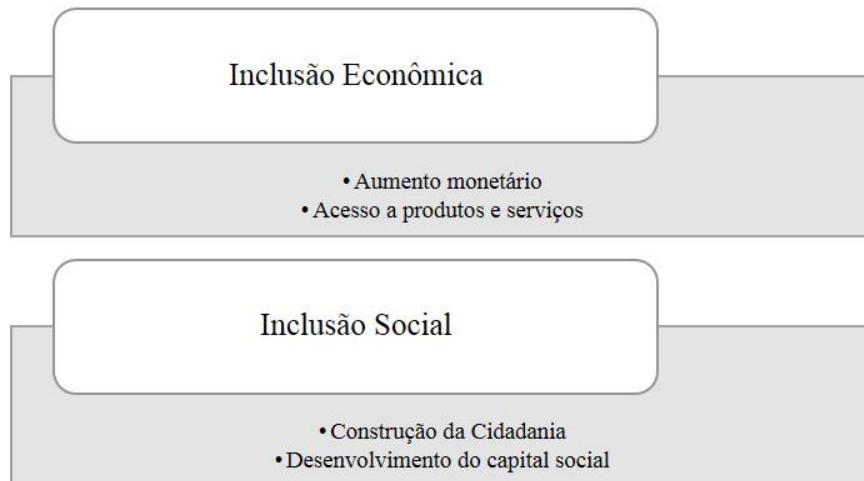 Inclusão Econômica
• Aumento monetário
• Acesso a produtos e serviços
Inclusão Social
• Construção da Cidadania
• Desenvolvimento do capital social